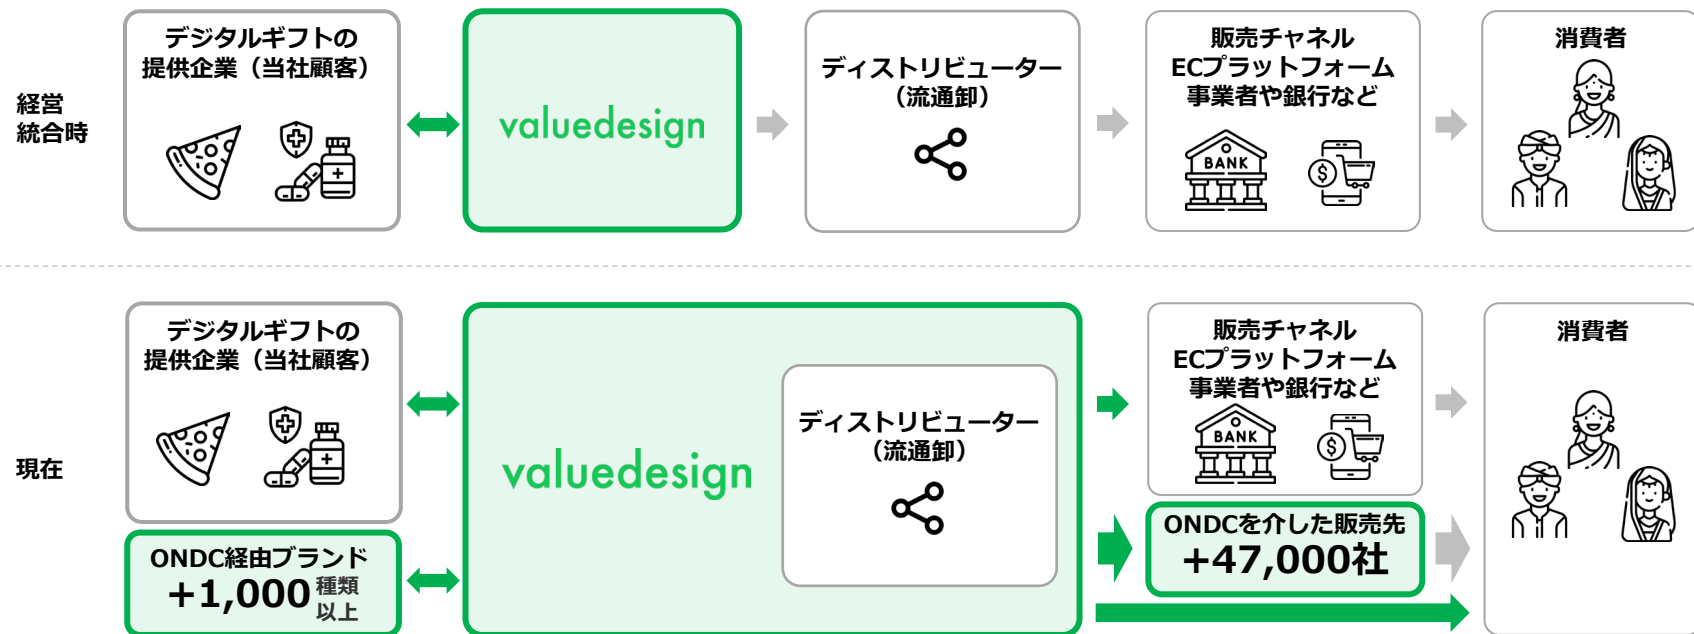 経営
統合時
デジタルギフトの
提供企業（当社顧客）
valuedesign
ディストリビューター
（流通卸）
販売チャネル
ECプラットフォーム
事業者や銀行など
BANK
$
消費者
現在
デジタルギフトの
提供企業（当社顧客）
ONDC経由ブランド
+1,000種類
以上
valuedesign
ディストリビューター
（流通卸）
販売チャネル
ECプラットフォーム
事業者や銀行など
BANK
$
ONDCを介した販売先
+47,000社
消費者